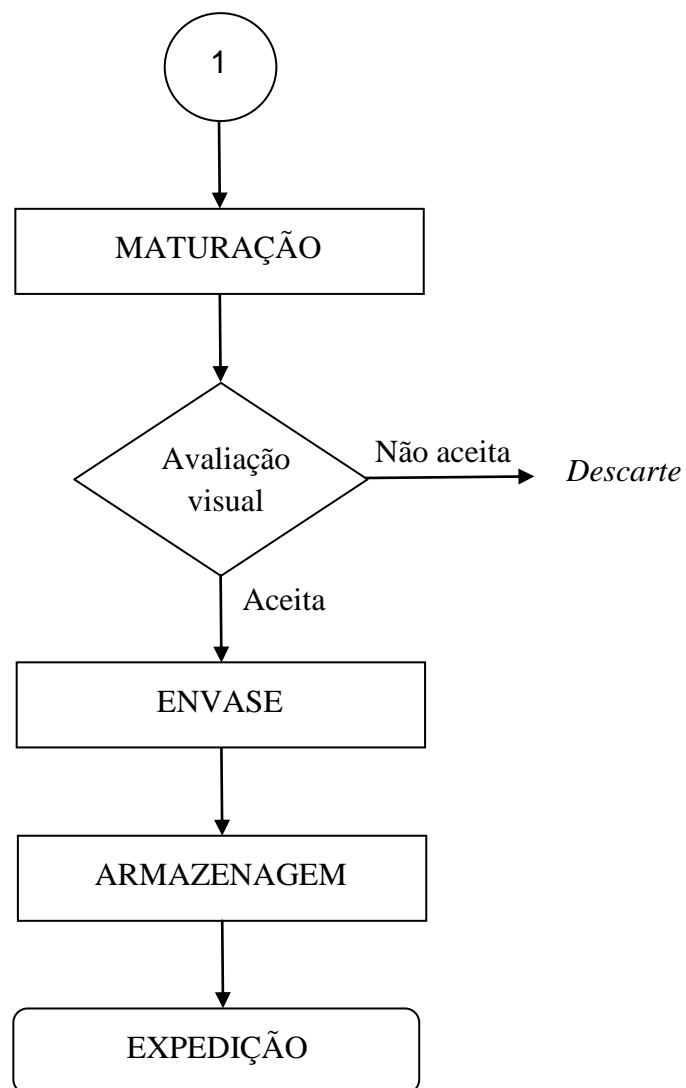 1
MATURAÇÃO
Avaliação
visual
Não aceita
Descarte
Aceita
ENVASE
ARMAZENAGEM
EXPEDIÇÃO